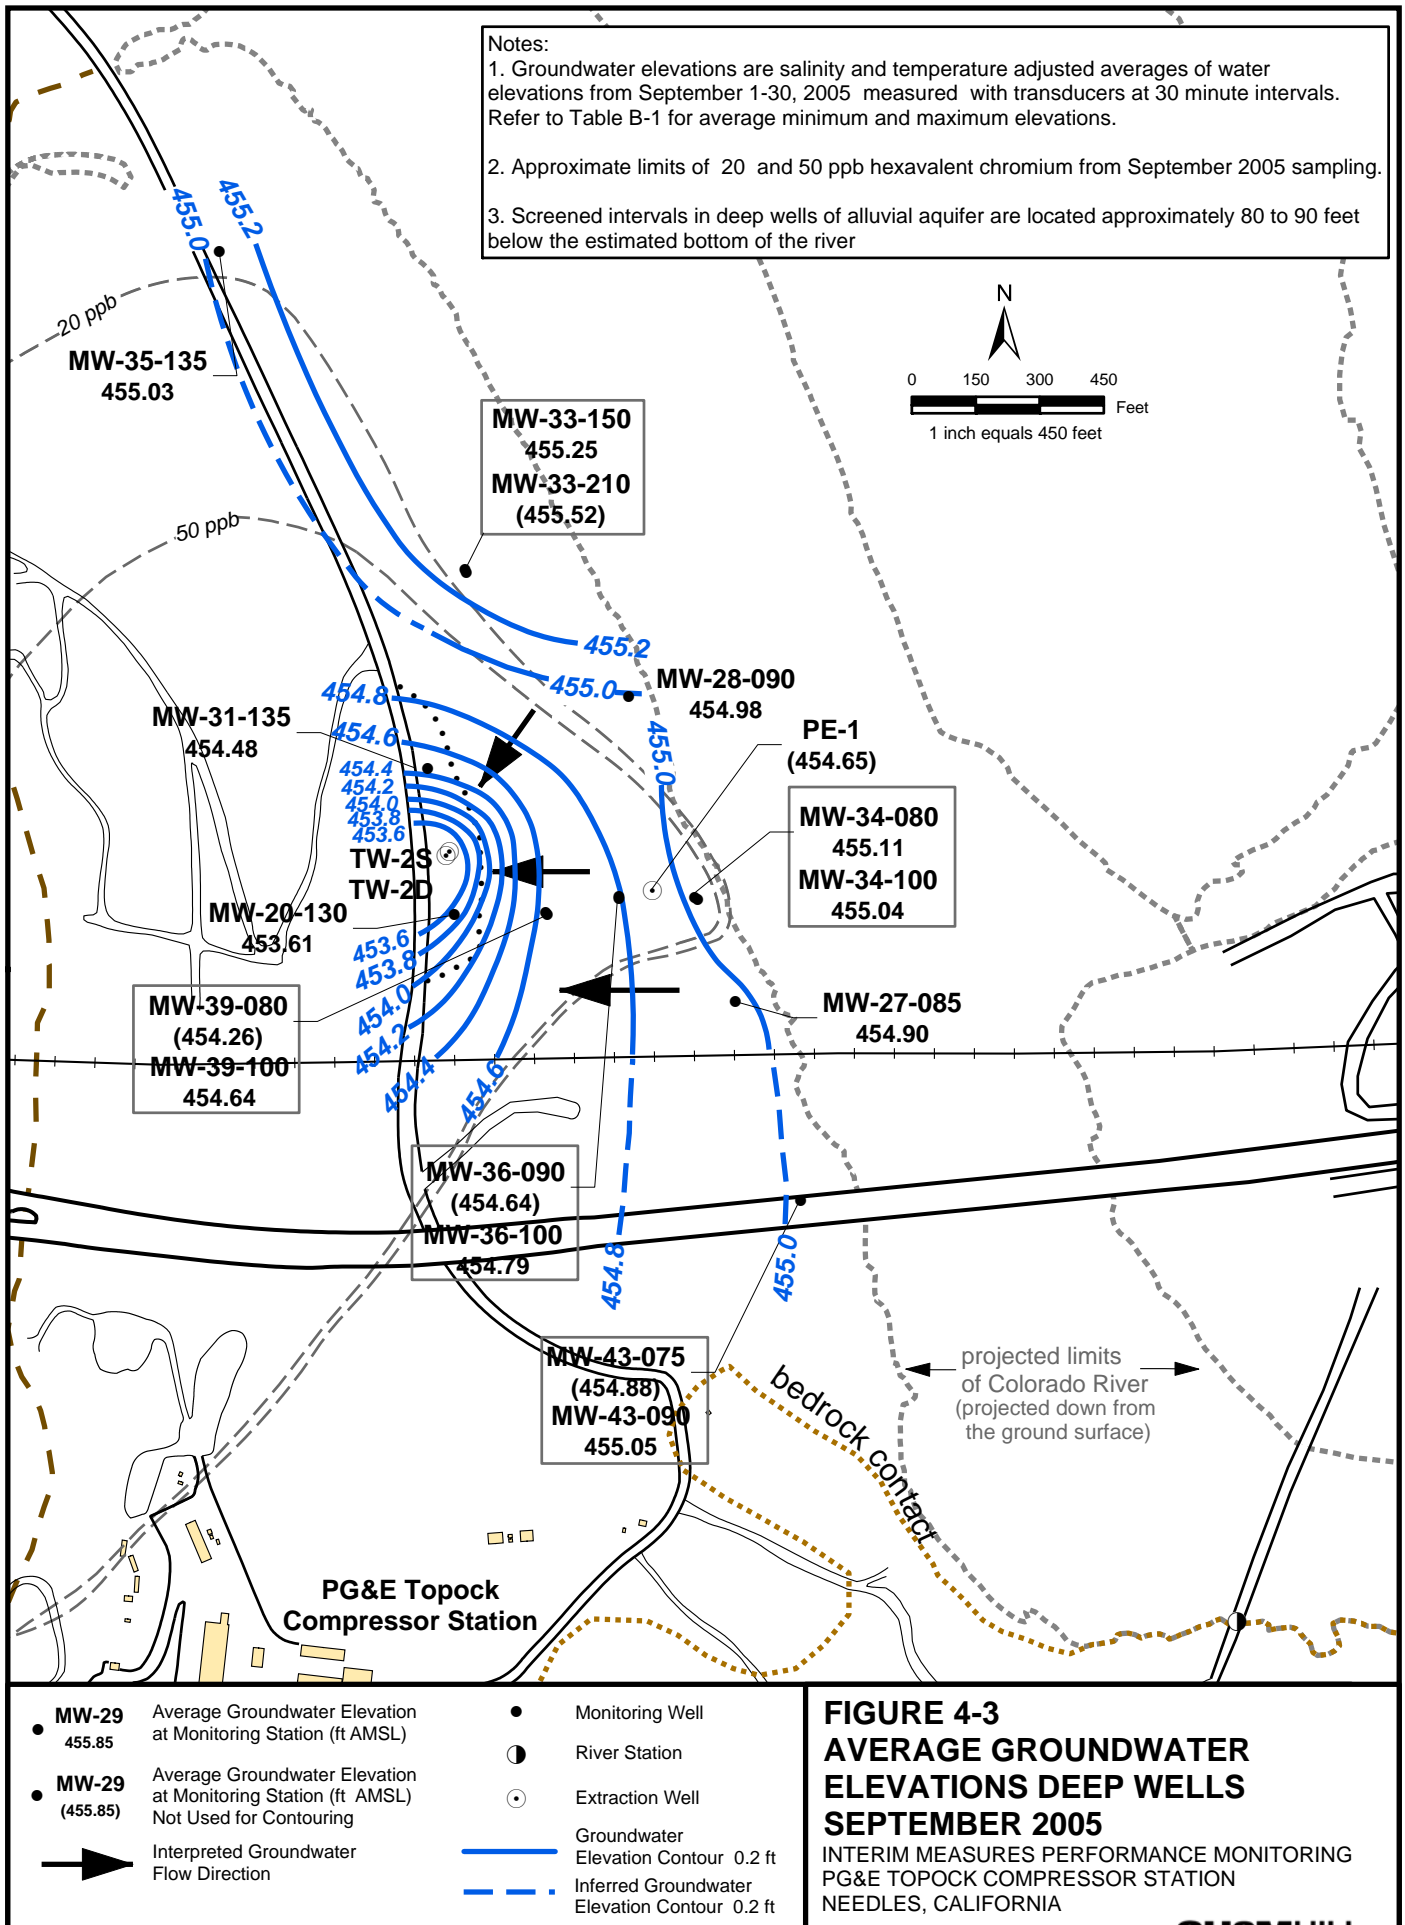 Notes:
1. Groundwater elevations are salinity and temperature adjusted averages of water
elevations from September 1-30, 2005 measured with transducers at 30 minute intervals.
Refer to Table B-1 for average minimum and maximum elevations.
2. Approximate limits of 20 and 50 ppb hexavalent chromium from September 2005 sampling.
3. Screened intervals in deep wells of alluvial aquifer are located approximately 80 to 90 feet
below the estimated bottom of the river
455.0
455.2
20 ppb
MW-35-135
455.03
N
0 150 300 450
Feet
1 inch equals 450 feet
MW-33-150
455.25
MW-33-210
(455.52)
50 ppb
455.2
455.0
MW-28-090
454.98
454.8
MW-31-135
454.48
454.6
455.0
PE-1
(454.65)
454.4
454.2
454.0
453.8
453.6
MW-34-080
455.11
MW-34-100
455.04
TW-2S
TW-2D
MW-20-130
453.61
453.6
453.8
454.0
454.2
454.4
454.6
MW-39-080
(454.26)
MW-39-100
454.64
MW-27-085
454.90
MW-36-090
(454.64)
MW-36-100
454.79
454.8
455.0
MW-43-075
(454.88)
MW-43-090
455.05
bedrock contact
projected limits
of Colorado River
(projected down from
the ground surface)
PG&E Topock
Compressor Station
MW-29
455.85
Average Groundwater Elevation
at Monitoring Station (ft AMSL)
MW-29
(455.85)
Average Groundwater Elevation
at Monitoring Station (ft AMSL)
Not Used for Contouring
Interpreted Groundwater
Flow Direction
Monitoring Well
River Station
Extraction Well
Groundwater
Elevation Contour 0.2 ft
Inferred Groundwater
Elevation Contour 0.2 ft
FIGURE 4-3
AVERAGE GROUNDWATER
ELEVATIONS DEEP WELLS
SEPTEMBER 2005
INTERIM MEASURES PERFORMANCE MONITORING
PG&E TOPOCK COMPRESSOR STATION
NEEDLES, CALIFORNIA